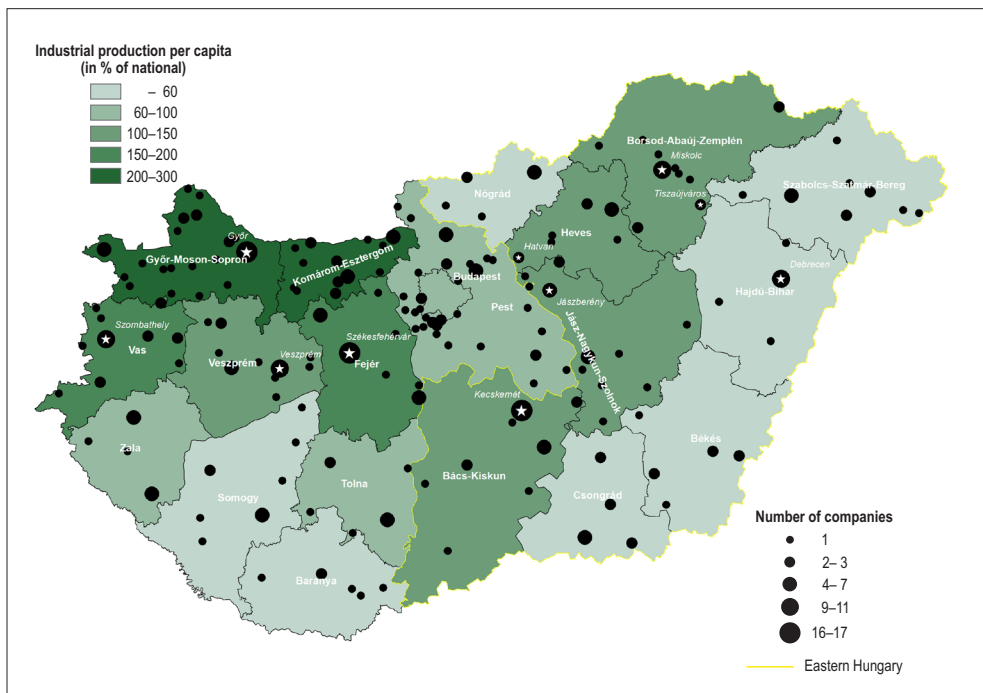 Industrial production per capita
(in % of national)
– 60
60–100
100–150
150–200
200–300
Borsod-Abaúj-Zemplén
Miskolc
Szabolcs-Szatmár-Bereg
Nógrád
Tiszaújváros
Győr
Heves
Hatvan
Győr-Moson-Sopron
Komárom-Esztergom
Budapest
Debrecen
Hajdú-Bihar
Jászberény
Pest
Szombathely
Székesfehérvár
Jász-Nagykun-Szolnok
Vas
Veszprém
Veszprém
Fejér
Kecskemét
Zala
Békés
Bács-Kiskun
Tolna
Somogy
Csongrád
Baranya
Number of companies
1
2– 3
4– 7
9–11
16–17
Eastern Hungary